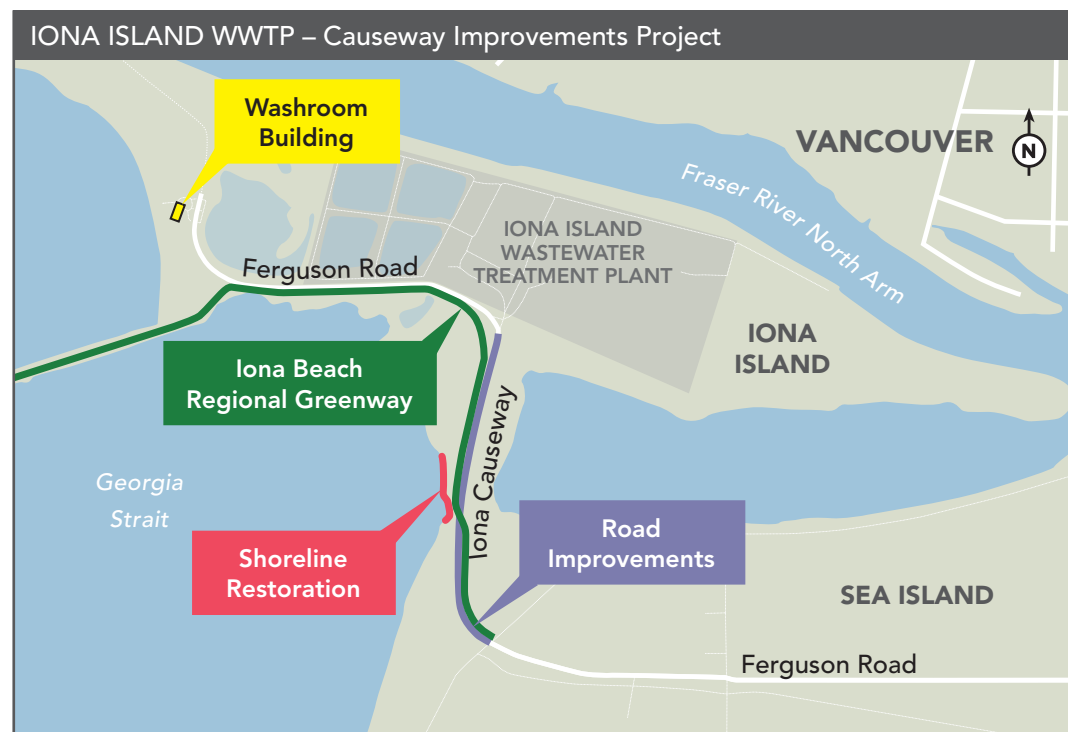 IONA ISLAND WWTP – Causeway Improvements Project
Washroom
Building
VANCOUVER
N
Fraser River North Arm
IONA ISLAND
WASTEWATER
TREATMENT PLANT
Ferguson Road
IONA
ISLAND
Iona Beach
Regional Greenway
Iona Causeway
Georgia
Strait
Shoreline
Restoration
Road
Improvements
SEA ISLAND
Ferguson Road